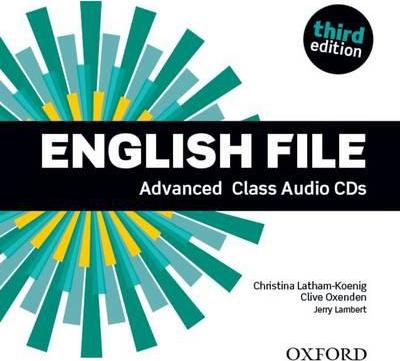 third
edition
ENGLISH FILE
Advanced Class Audio CDs
Christina Latham-Koenig
Clive Oxenden
Jerry Lambert
OXFORD